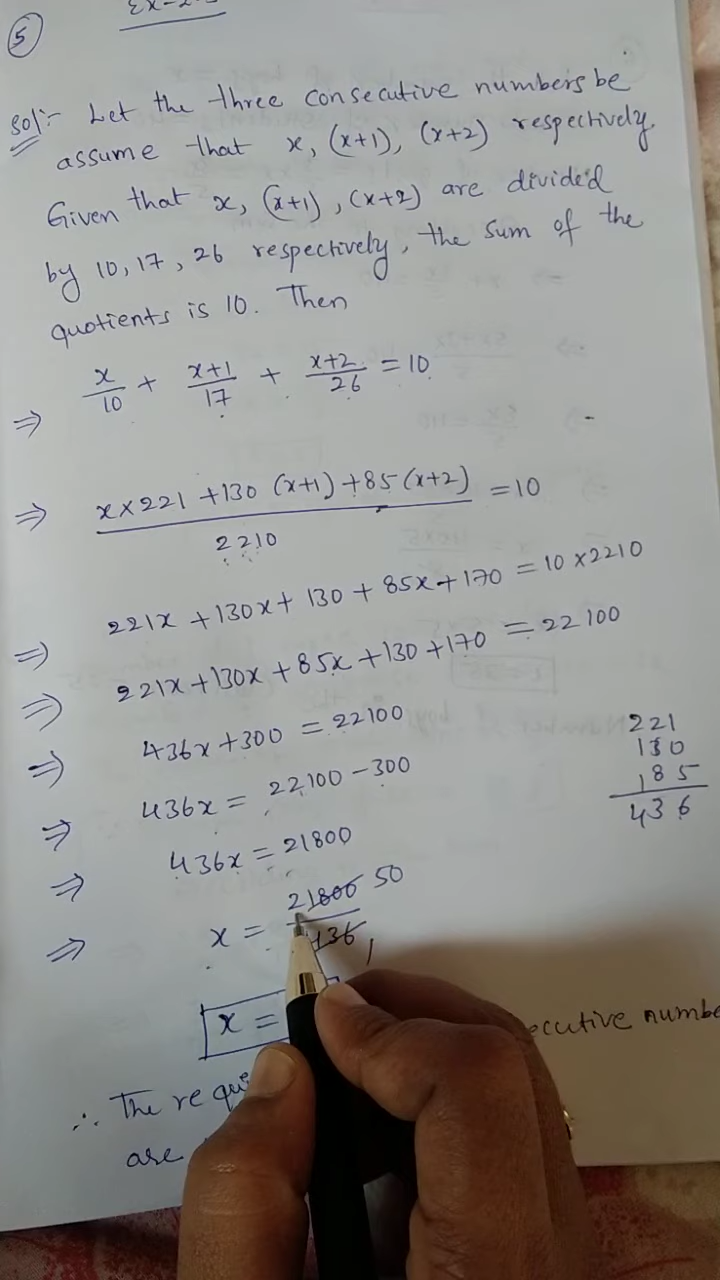 5
Sol:- Let the three consecutive numbers be
assume that x, (x+1), (x+2) respectively.
Given that x, (x+1), (x+2) are divided
by 10, 17, 26 respectively, the sum of the
quotients is 10. Then
⇒ x/10 + x+1/17 + x+2/26 = 10
⇒ x×221 +130 (x+1) +85(x+2) / 2210 = 10
⇒ 221x +130x+ 130 + 85x+170 = 10 ×2210
⇒ 221x+130x+85x+130+170 = 22100
⇒ 436x+300 = 22100
⇒ 436x = 22100-300
⇒ 436x = 21800
⇒ x = 21800 50
1
221
130
185
436
x =
∴ The
are
numbe